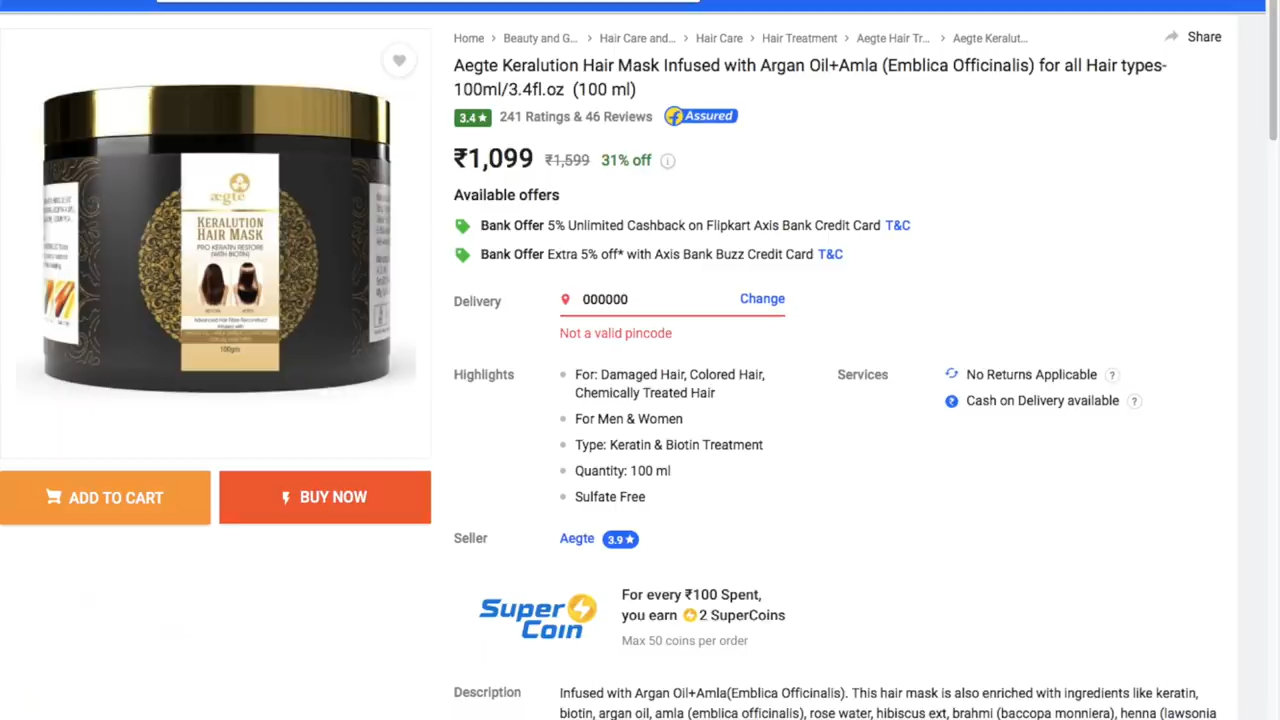 Home > Beauty and G... > Hair Care and... > Hair Care > Hair Treatment > Aegte Hair Tr... > Aegte Keralut...
Share
Aegte Keralution Hair Mask Infused with Argan Oil+Amla (Emblica Officinalis) for all Hair types-
100ml/3.4fl.oz (100 ml)
3.4★ 241 Ratings & 46 Reviews Assured
₹1,099 ₹1,599 31% off
Available offers
Bank Offer 5% Unlimited Cashback on Flipkart Axis Bank Credit Card T&C
Bank Offer Extra 5% off* with Axis Bank Buzz Credit Card T&C
Delivery 000000 Change
Not a valid pincode
Highlights
For: Damaged Hair, Colored Hair,
Chemically Treated Hair
For Men & Women
Type: Keratin & Biotin Treatment
Quantity: 100 ml
Sulfate Free
Services
No Returns Applicable ?
Cash on Delivery available ?
ægte
KERALUTION
HAIR MASK
PRO KERATIN RESTORE
(WITH BIOTIN)
100gm
ADD TO CART
BUY NOW
Seller Aegte 3.9★
Super
Coin
For every ₹100 Spent,
you earn 2 SuperCoins
Max 50 coins per order
Description
Infused with Argan Oil+Amla(Emblica Officinalis). This hair mask is also enriched with ingredients like keratin,
biotin, argan oil, amla (emblica officinalis), rose water, hibiscus ext, brahmi (baccopa monniera), henna (lawsonia